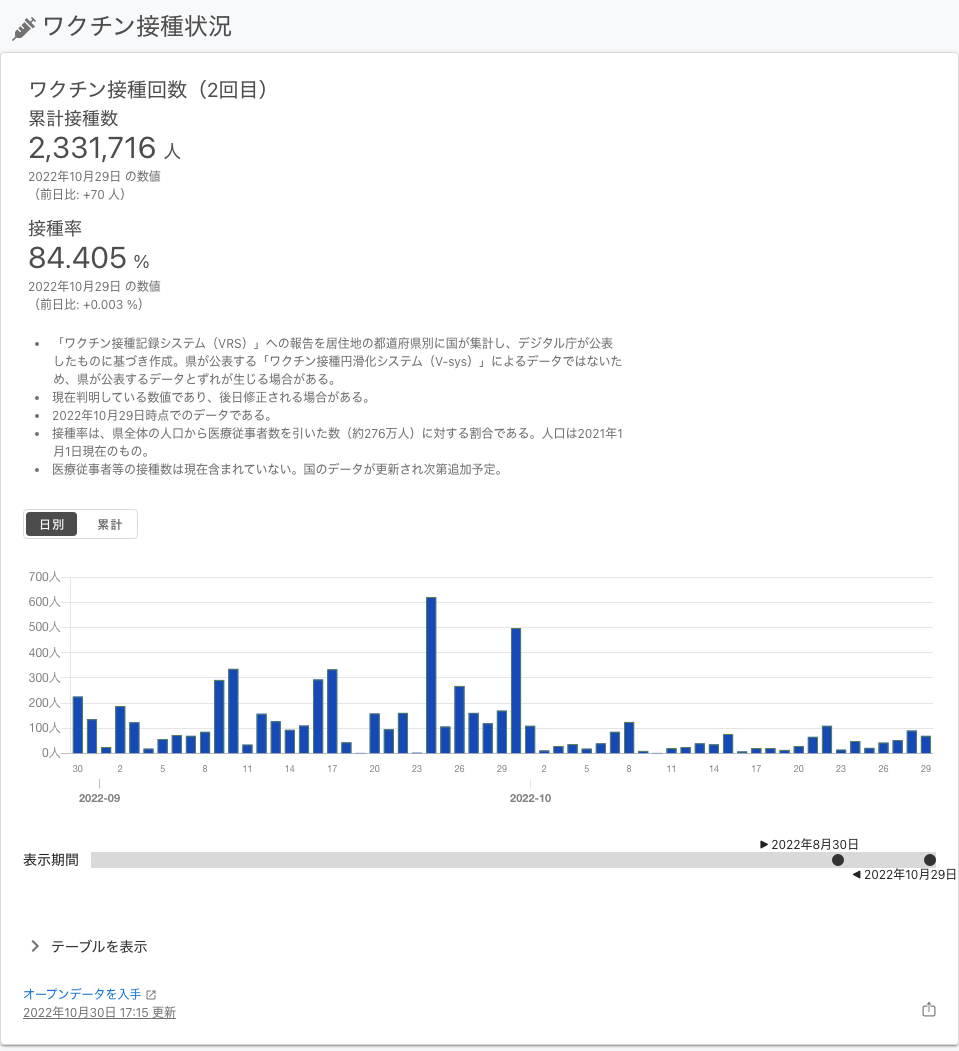 ワクチン接種状況
ワクチン接種回数（2回目）
累計接種数
2,331,716 人
2022年10月29日 の数値
（前日比: +70 人）
接種率
84.405 %
2022年10月29日 の数値
（前日比: +0.003 %）
• 「ワクチン接種記録システム（VRS）」への報告を居住地の都道府県別に国が集計し、デジタル庁が公表
したものに基づき作成。県が公表する「ワクチン接種円滑化システム（V-sys）」によるデータではないた
め、県が公表するデータとずれが生じる場合がある。
• 現在判明している数値であり、後日修正される場合がある。
• 2022年10月29日時点でのデータである。
• 接種率は、県全体の人口から医療従事者数を引いた数（約276万人）に対する割合である。人口は2021年1
月1日現在のもの。
• 医療従事者等の接種数は現在含まれていない。国のデータが更新され次第追加予定。
日別 累計
700人
600人
500人
400人
300人
200人
100人
0人
30 2 5 8 11 14 17 20 23 26 29 2 5 8 11 14 17 20 23 26 29
2022-09 2022-10
▶ 2022年8月30日
表示期間
◀ 2022年10月29日
テーブルを表示
オープンデータを入手
2022年10月30日 17:15 更新